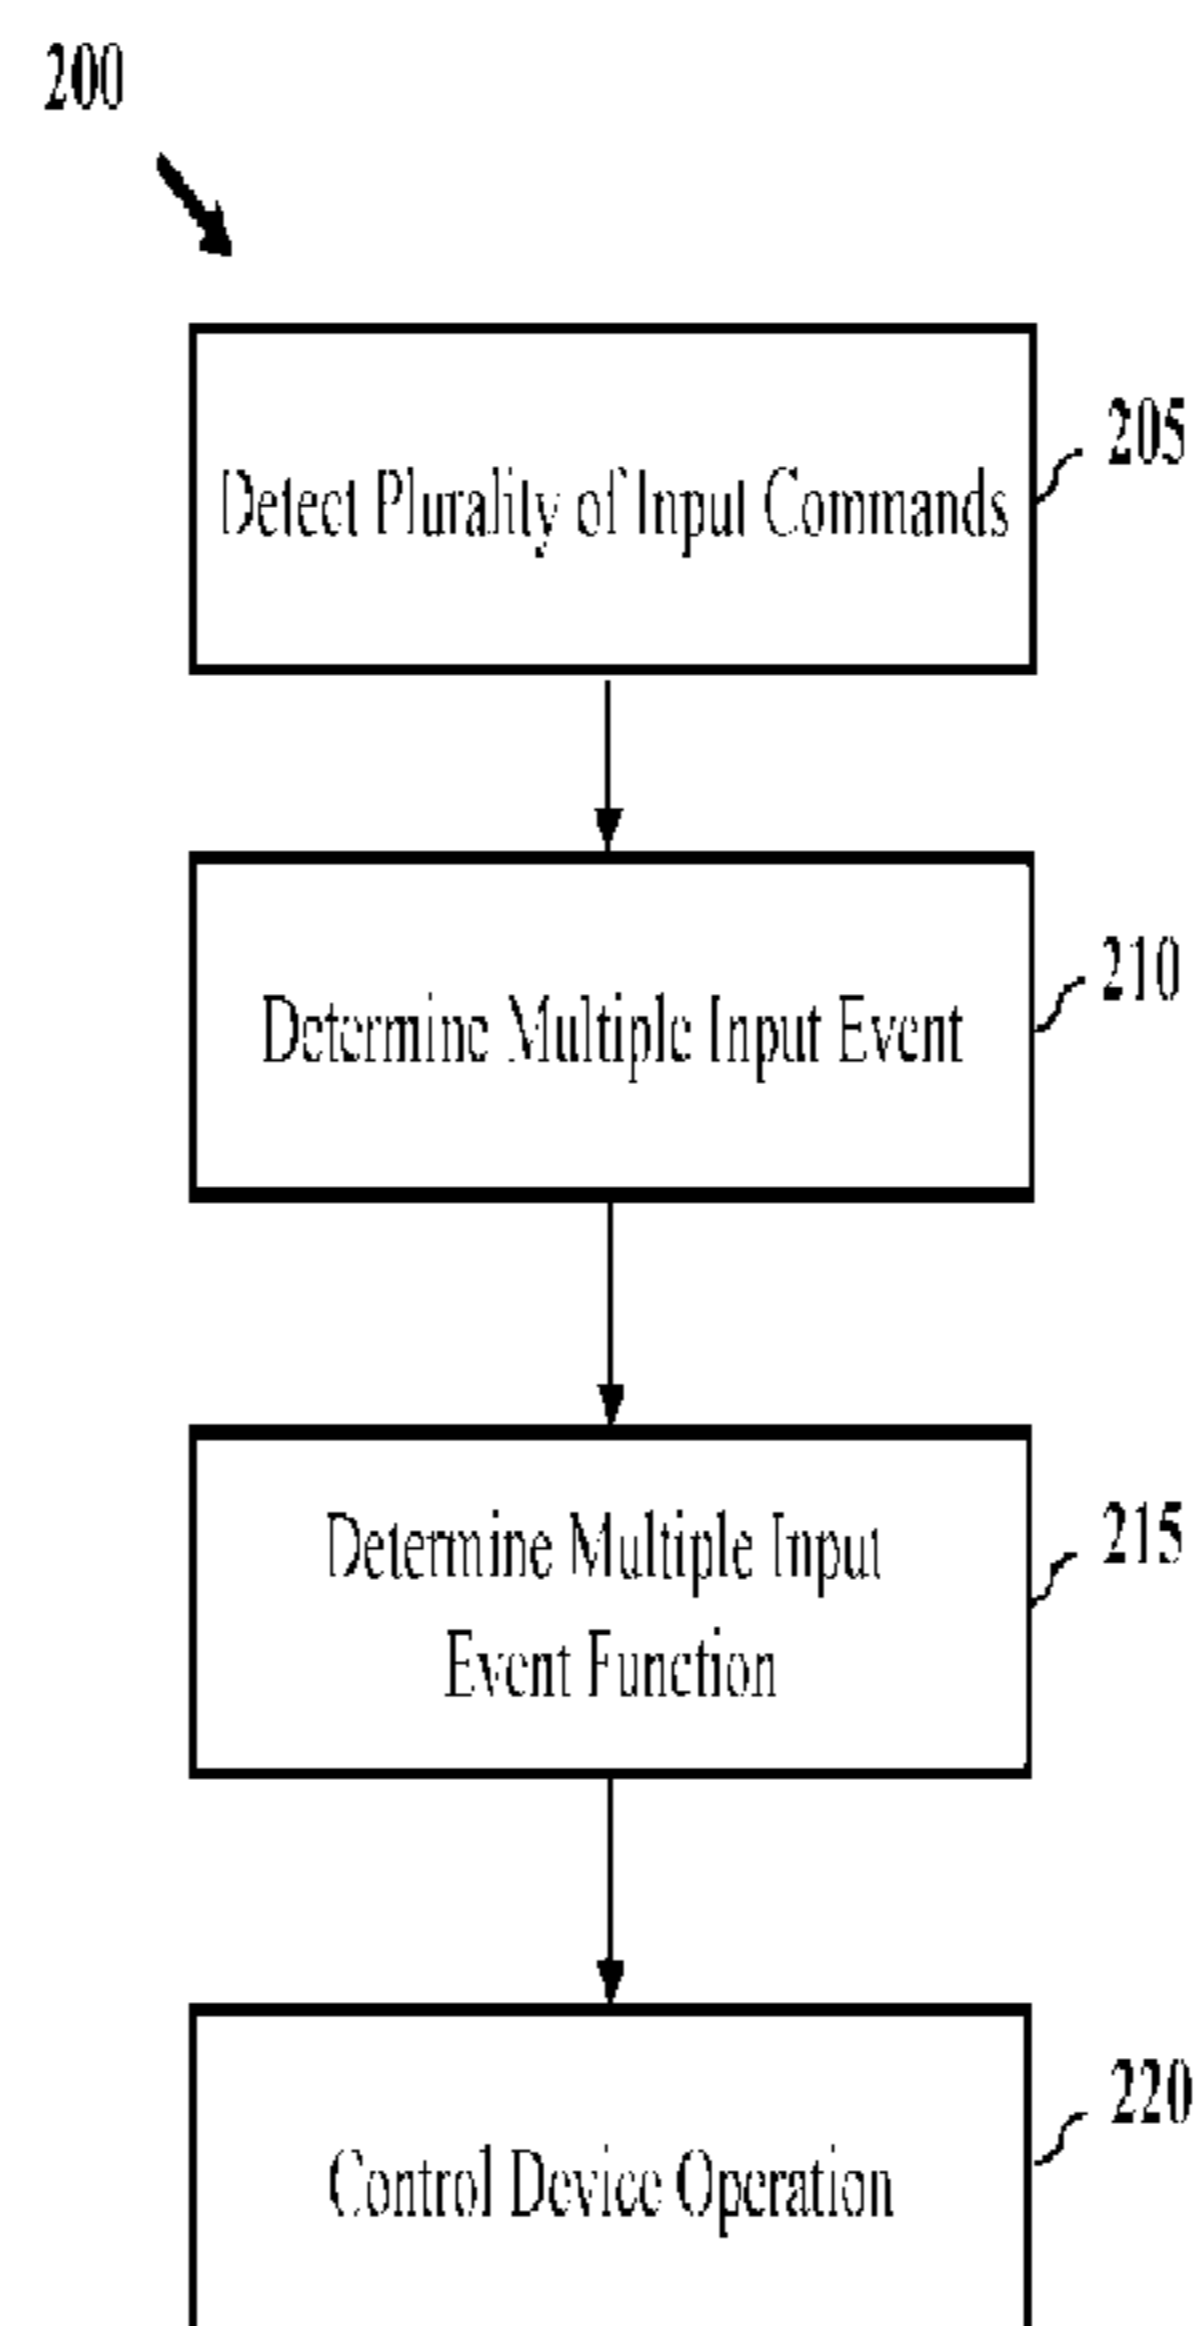 200
Detect Plurality of Input Commands
205
Determine Multiple Input Event
210
Determine Multiple Input
Event Function
215
Control Device Operation
220